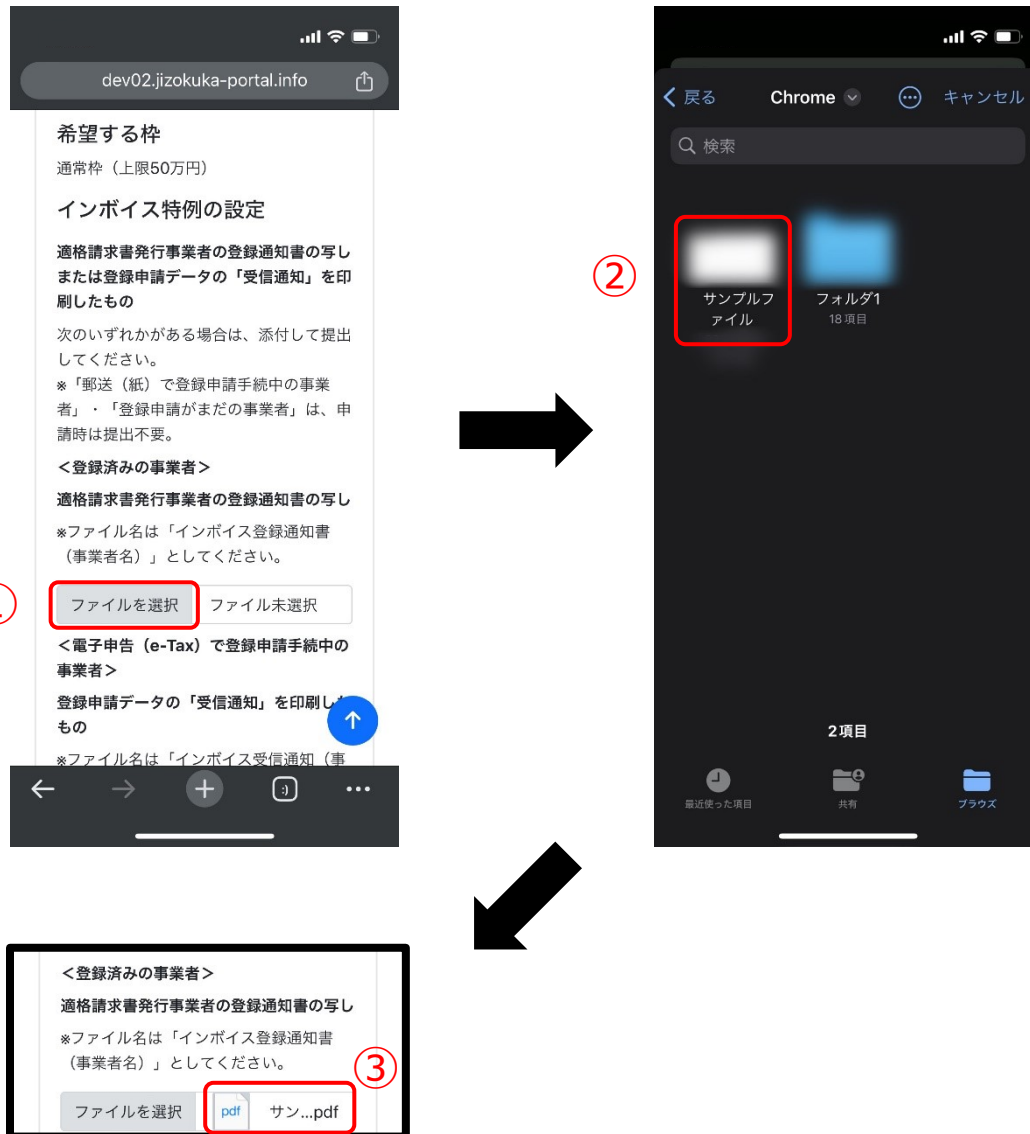 dev02.jizokuka-portal.info
希望する枠
通常枠（上限50万円）
インボイス特例の設定
適格請求書発行事業者の登録通知書の写し
または登録申請データの「受信通知」を印
刷したもの
次のいずれかがある場合は、添付して提出
してください。
※「郵送（紙）で登録申請手続中の事業
者」・「登録申請がまだの事業者」は、申
請時は提出不要。
＜登録済みの事業者＞
適格請求書発行事業者の登録通知書の写し
※ファイル名は「インボイス登録通知書
（事業者名）」としてください。
ファイルを選択 ファイル未選択
＜電子申告（e-Tax）で登録申請手続中の
事業者＞
登録申請データの「受信通知」を印刷した
もの
※ファイル名は「インボイス受信通知（事
戻る Chrome キャンセル
検索
②
サンプルフ
ァイル
フォルダ1
18 項目
2項目
最近使った項目 共有 ブラウズ
＜登録済みの事業者＞
適格請求書発行事業者の登録通知書の写し
※ファイル名は「インボイス登録通知書
（事業者名）」としてください。
③
ファイルを選択 pdf サン...pdf